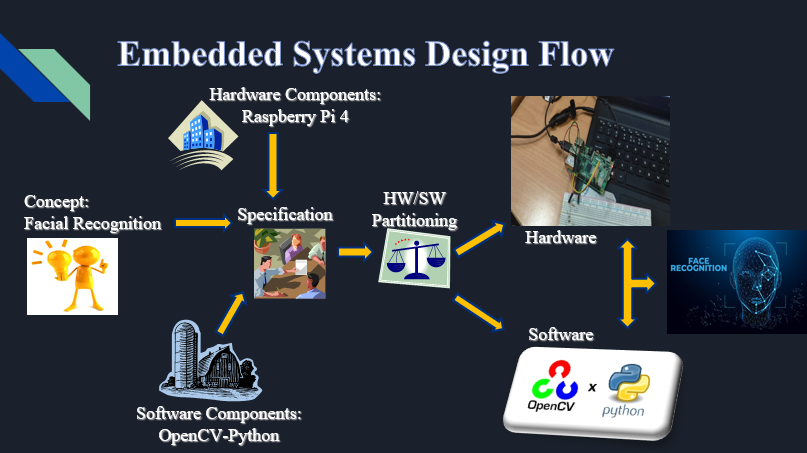 Embedded Systems Design Flow
Hardware Components:
Raspberry Pi 4
Concept:
Facial Recognition
Specification
HW/SW
Partitioning
Hardware
FACE
RECOGNITION
Software
OpenCV
x
python
Software Components:
OpenCV-Python